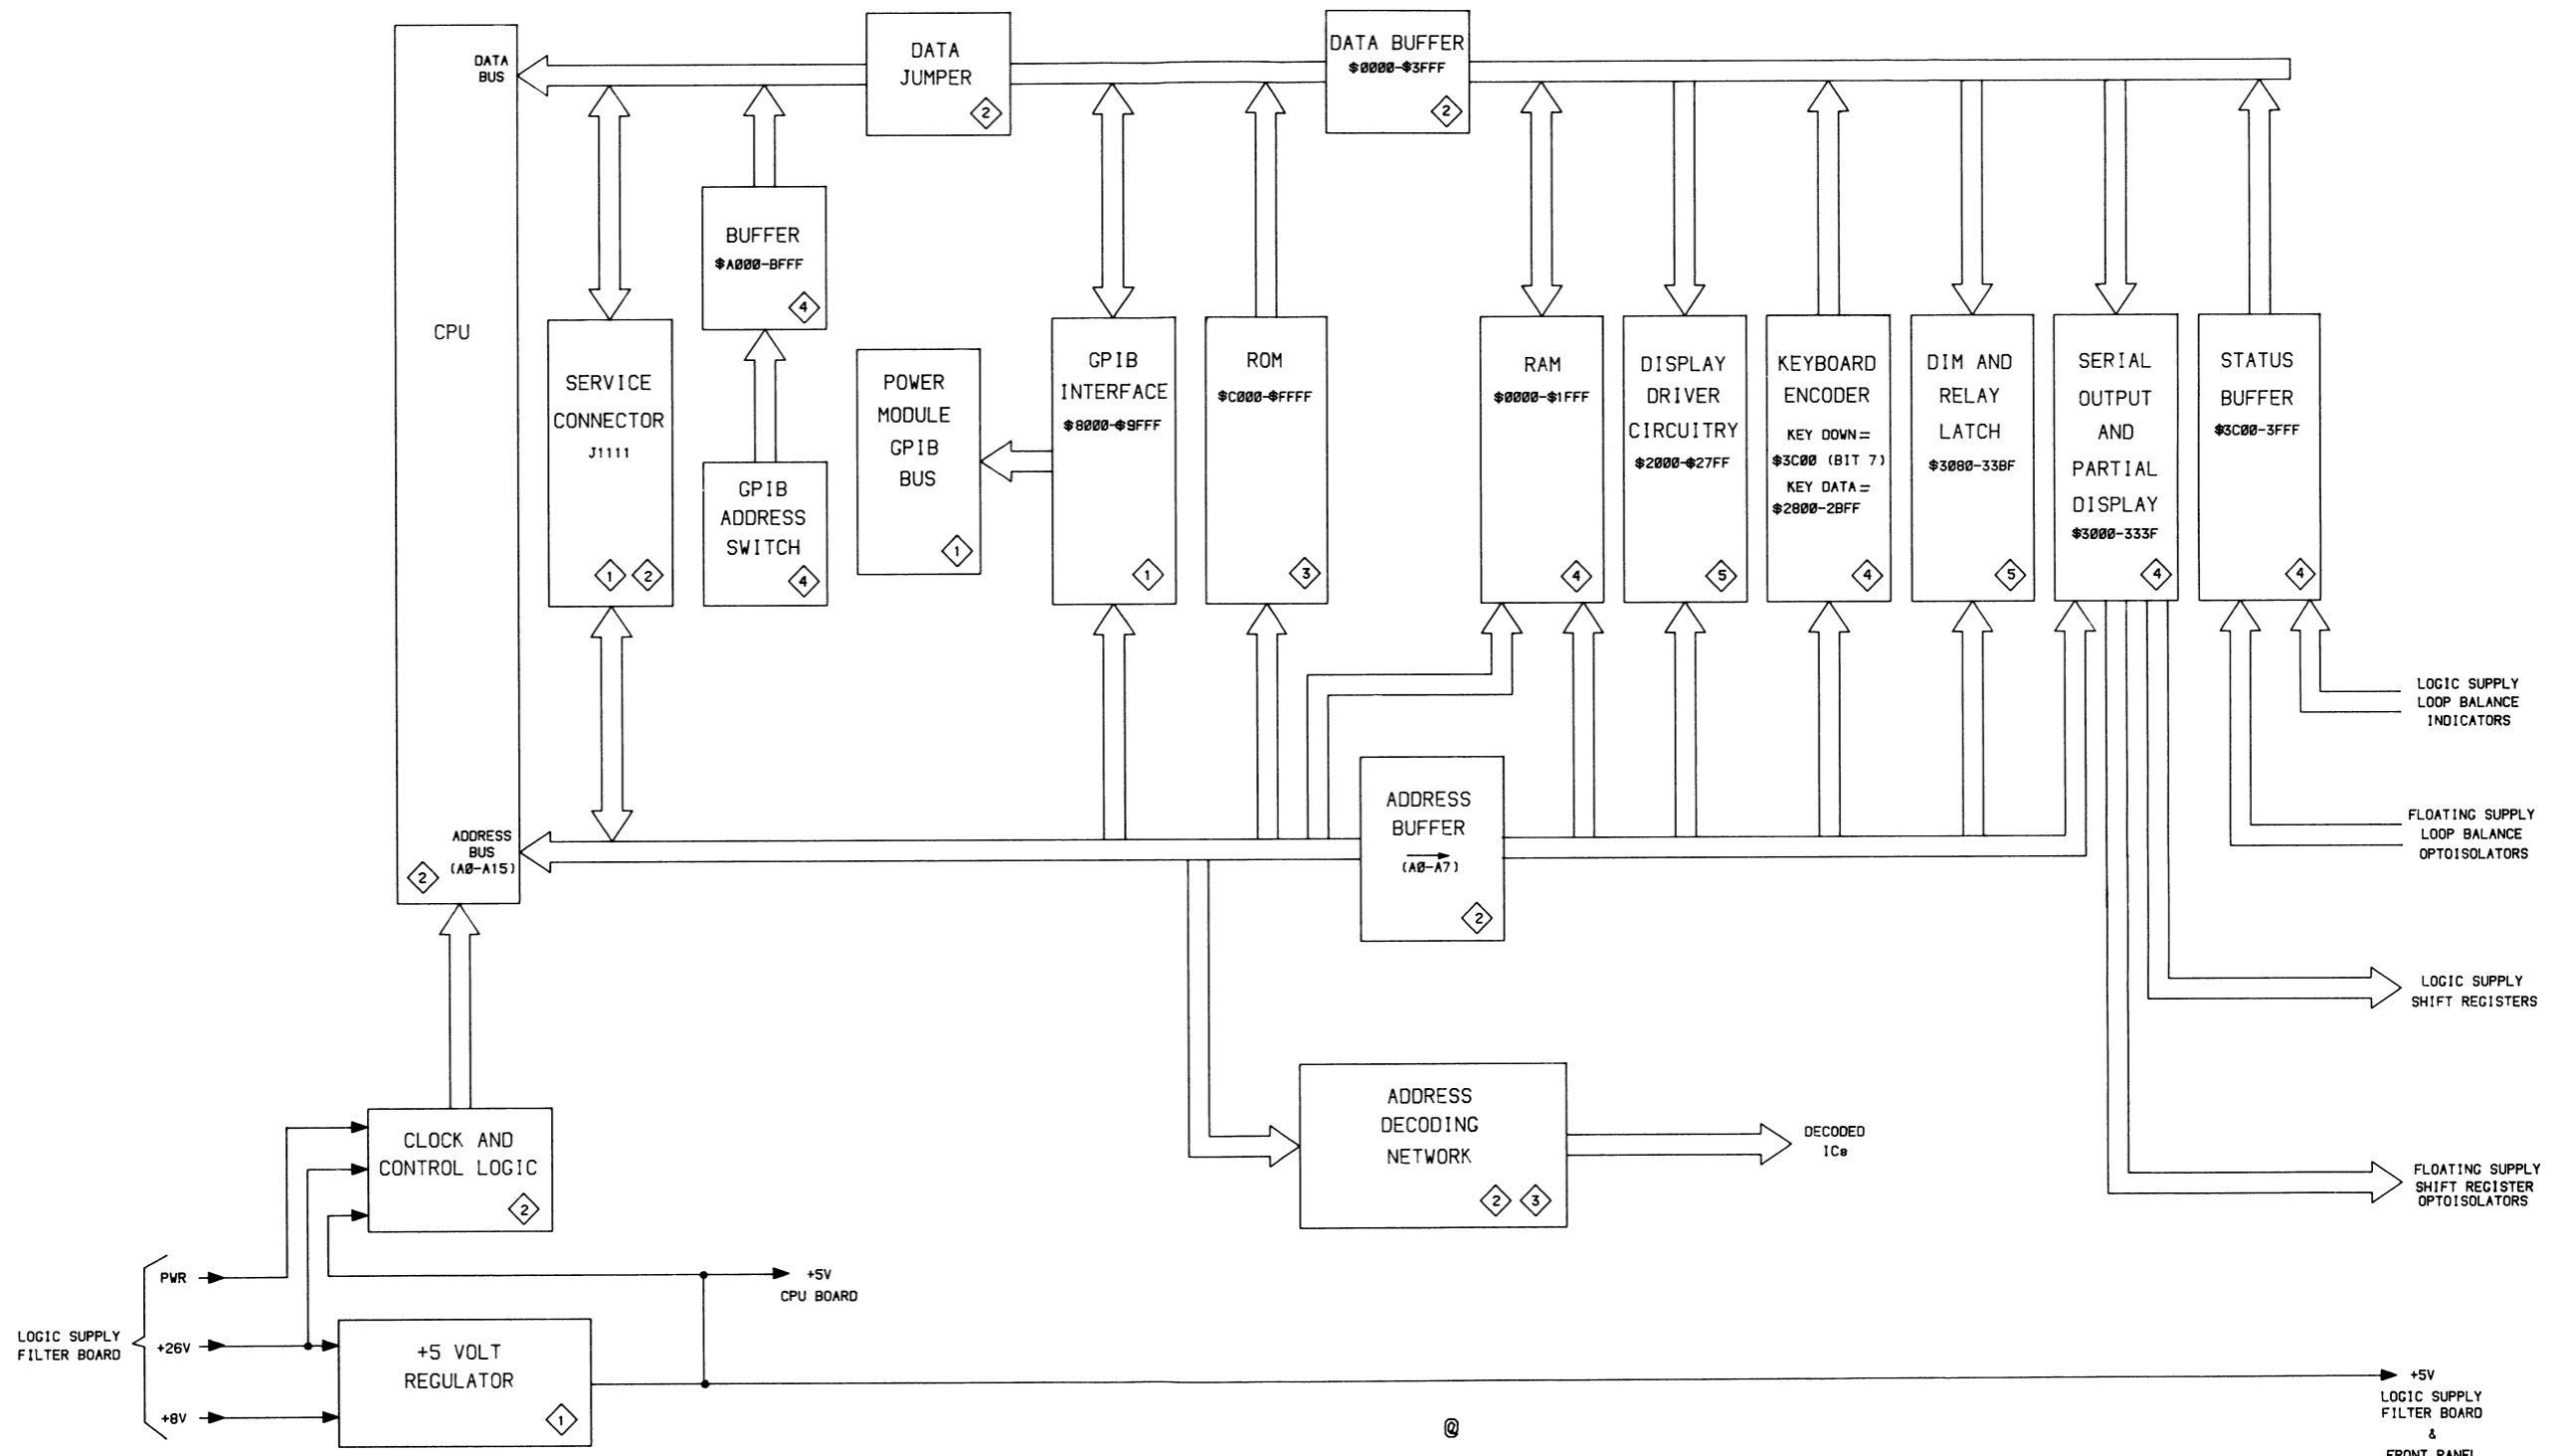 DATA
BUS
CPU
ADDRESS
BUS
(A0-A15)
2
DATA
JUMPER
2
DATA BUFFER
$0000-$3FFF
2
BUFFER
$A000-BFFF
4
SERVICE
CONNECTOR
J1111
1 2
GPIB
ADDRESS
SWITCH
4
POWER
MODULE
GPIB
BUS
1
GPIB
INTERFACE
$8000-$9FFF
1
ROM
$C000-$FFFF
3
RAM
$0000-$1FFF
4
DISPLAY
DRIVER
CIRCUITRY
$2000-$27FF
5
KEYBOARD
ENCODER
KEY DOWN=
$3C00 (BIT 7)
KEY DATA=
$2800-2BFF
4
DIM AND
RELAY
LATCH
$3080-33BF
5
SERIAL
OUTPUT
AND
PARTIAL
DISPLAY
$3000-333F
4
STATUS
BUFFER
$3C00-3FFF
4
LOGIC SUPPLY
LOOP BALANCE
INDICATORS
FLOATING SUPPLY
LOOP BALANCE
OPTOISOLATORS
ADDRESS
BUFFER
(A0-A7)
2
LOGIC SUPPLY
SHIFT REGISTERS
ADDRESS
DECODING
NETWORK
2 3
DECODED
ICs
FLOATING SUPPLY
SHIFT REGISTER
OPTOISOLATORS
CLOCK AND
CONTROL LOGIC
2
PWR
+5V
CPU BOARD
LOGIC SUPPLY
FILTER BOARD
+26V
+8V
+5 VOLT
REGULATOR
1
@
+5V
LOGIC SUPPLY
FILTER BOARD
&
FRONT PANEL